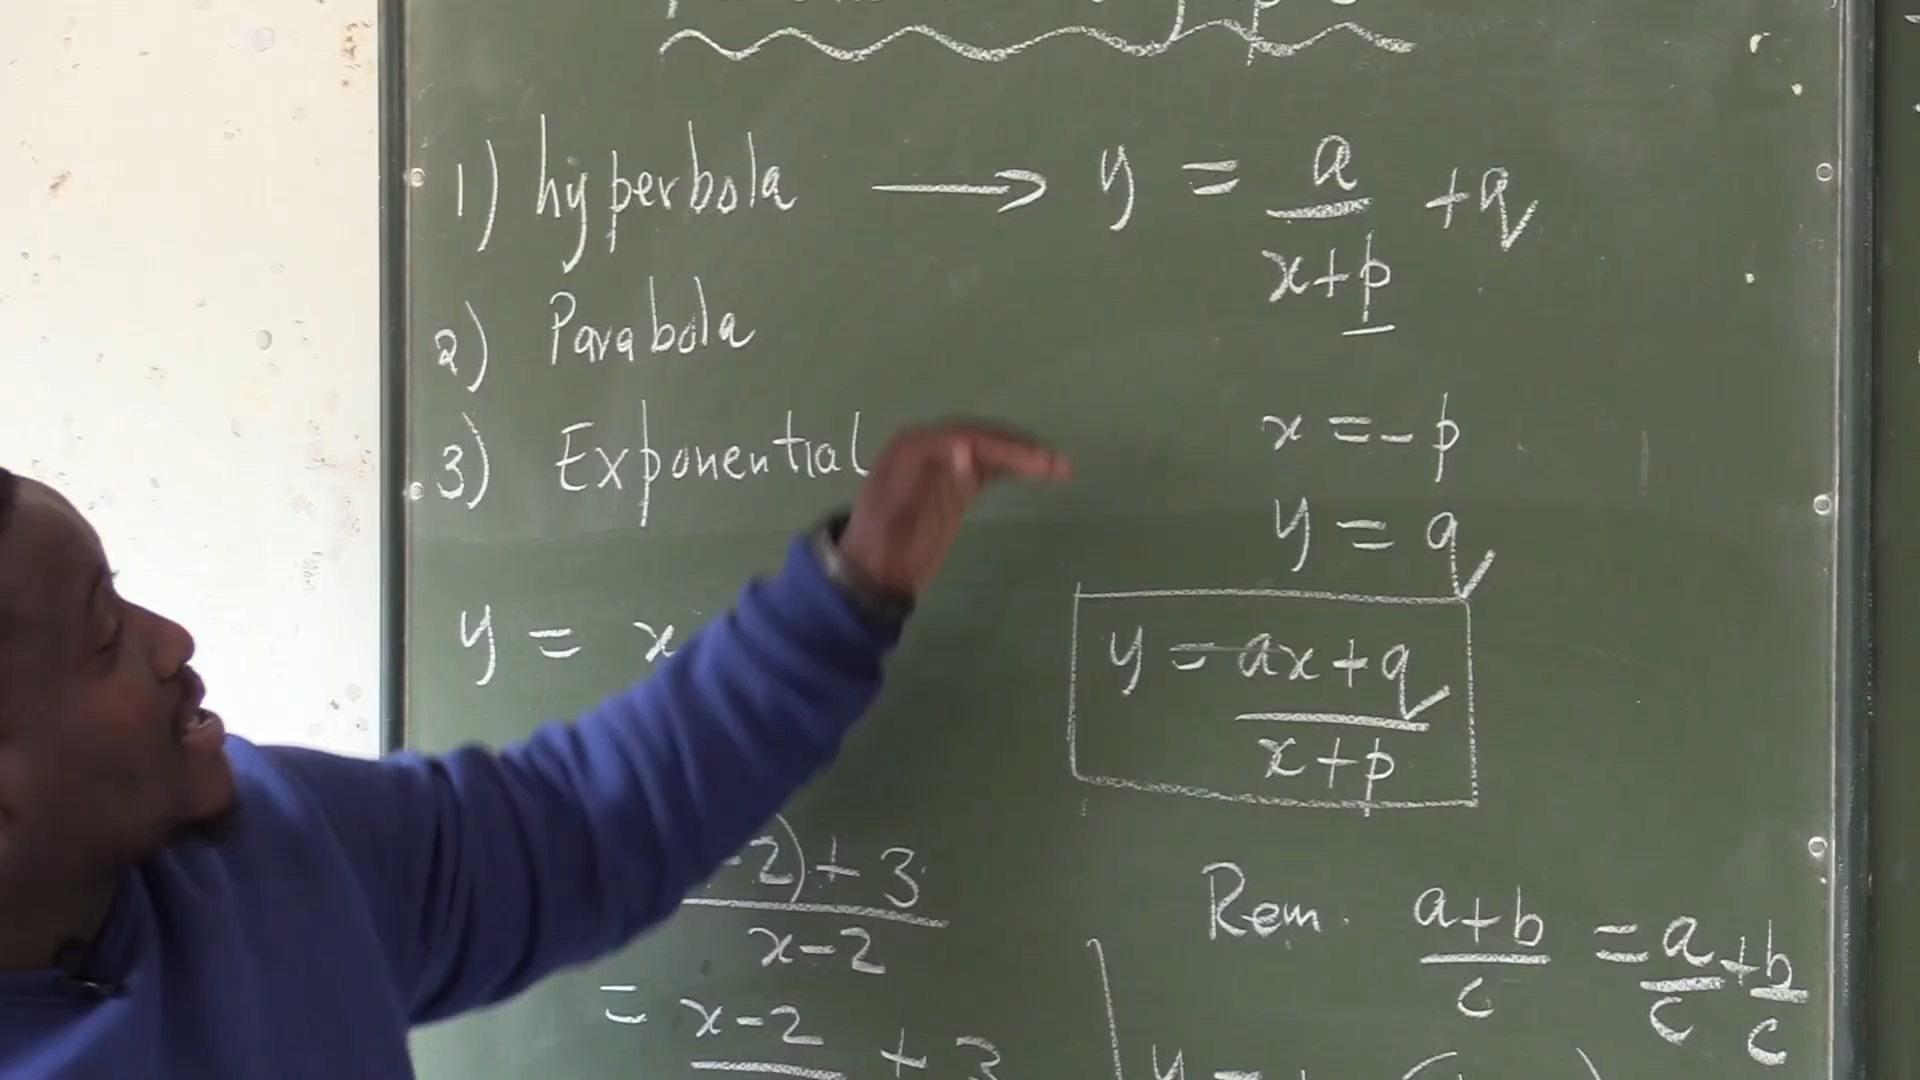 1) hyperbola → y = a/(x+p) + q
2) Parabola
3) Exponential
x = -p
y = q
y = x
y = (ax+q)/(x+p)
-2)+3
x-2
Rem. (a+b)/c = a/c + b/c
= x-2 + 3
y =